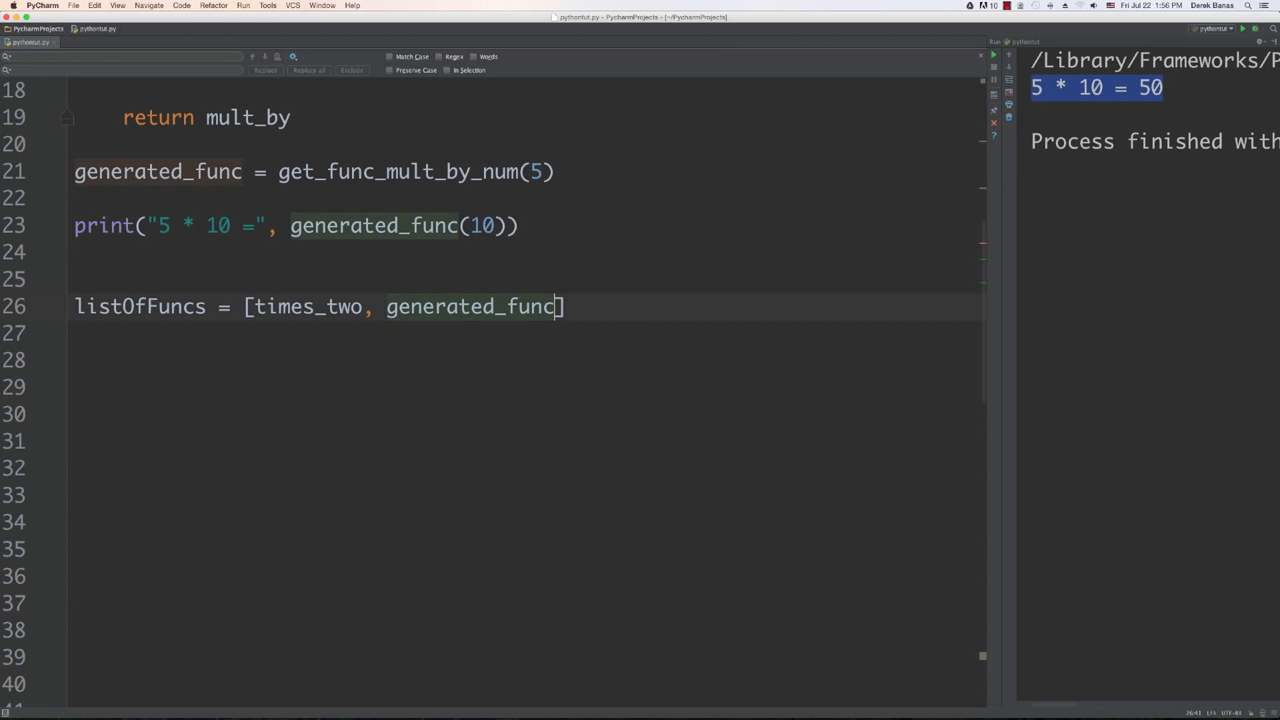 PyCharm File Edit View Navigate Code Refactor Run Tools VCS Window Help
10 Fri Jul 22 1:56 PM Derek Banas
pythontut.py - PycharmProjects - [~/PycharmProjects]
PycharmProjects pythontut.py
pythontut
pythontut.py
Run pythontut
Match Case Regex Words
Replace Replace all Exclude Preserve Case In Selection
18
19 return mult_by
20
21 generated_func = get_func_mult_by_num(5)
22
23 print("5 * 10 =", generated_func(10))
24
25
26 listOfFuncs = [times_two, generated_func]
27
28
29
30
31
32
33
34
35
36
37
38
39
40
/Library/Frameworks/P
5 * 10 = 50
Process finished with
26:41 LF÷ UTF-8÷